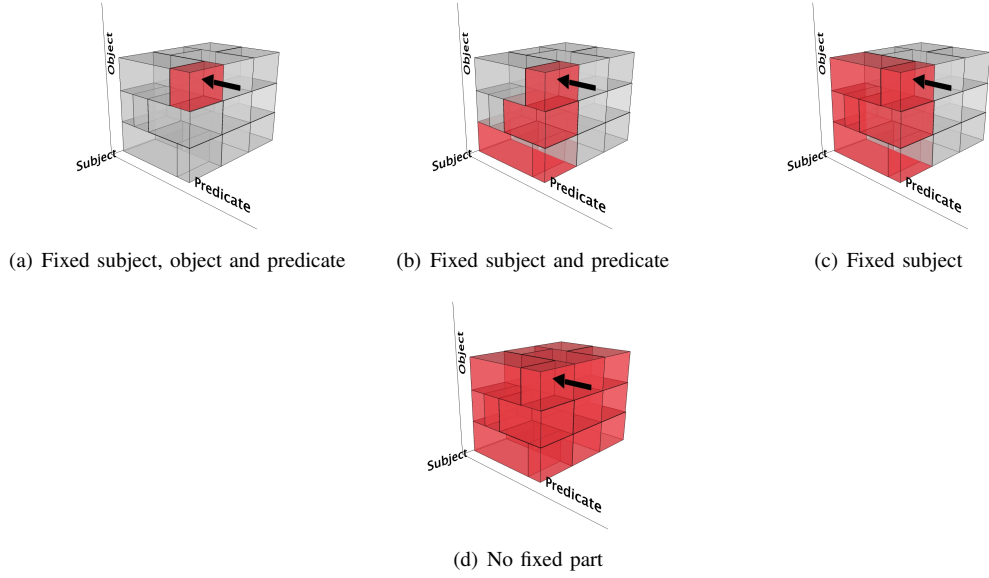 Object
Subject
Predicate
Object
Subject
Predicate
Object
Subject
Predicate
(a) Fixed subject, object and predicate
(b) Fixed subject and predicate
(c) Fixed subject
Object
Subject
Predicate
(d) No fixed part